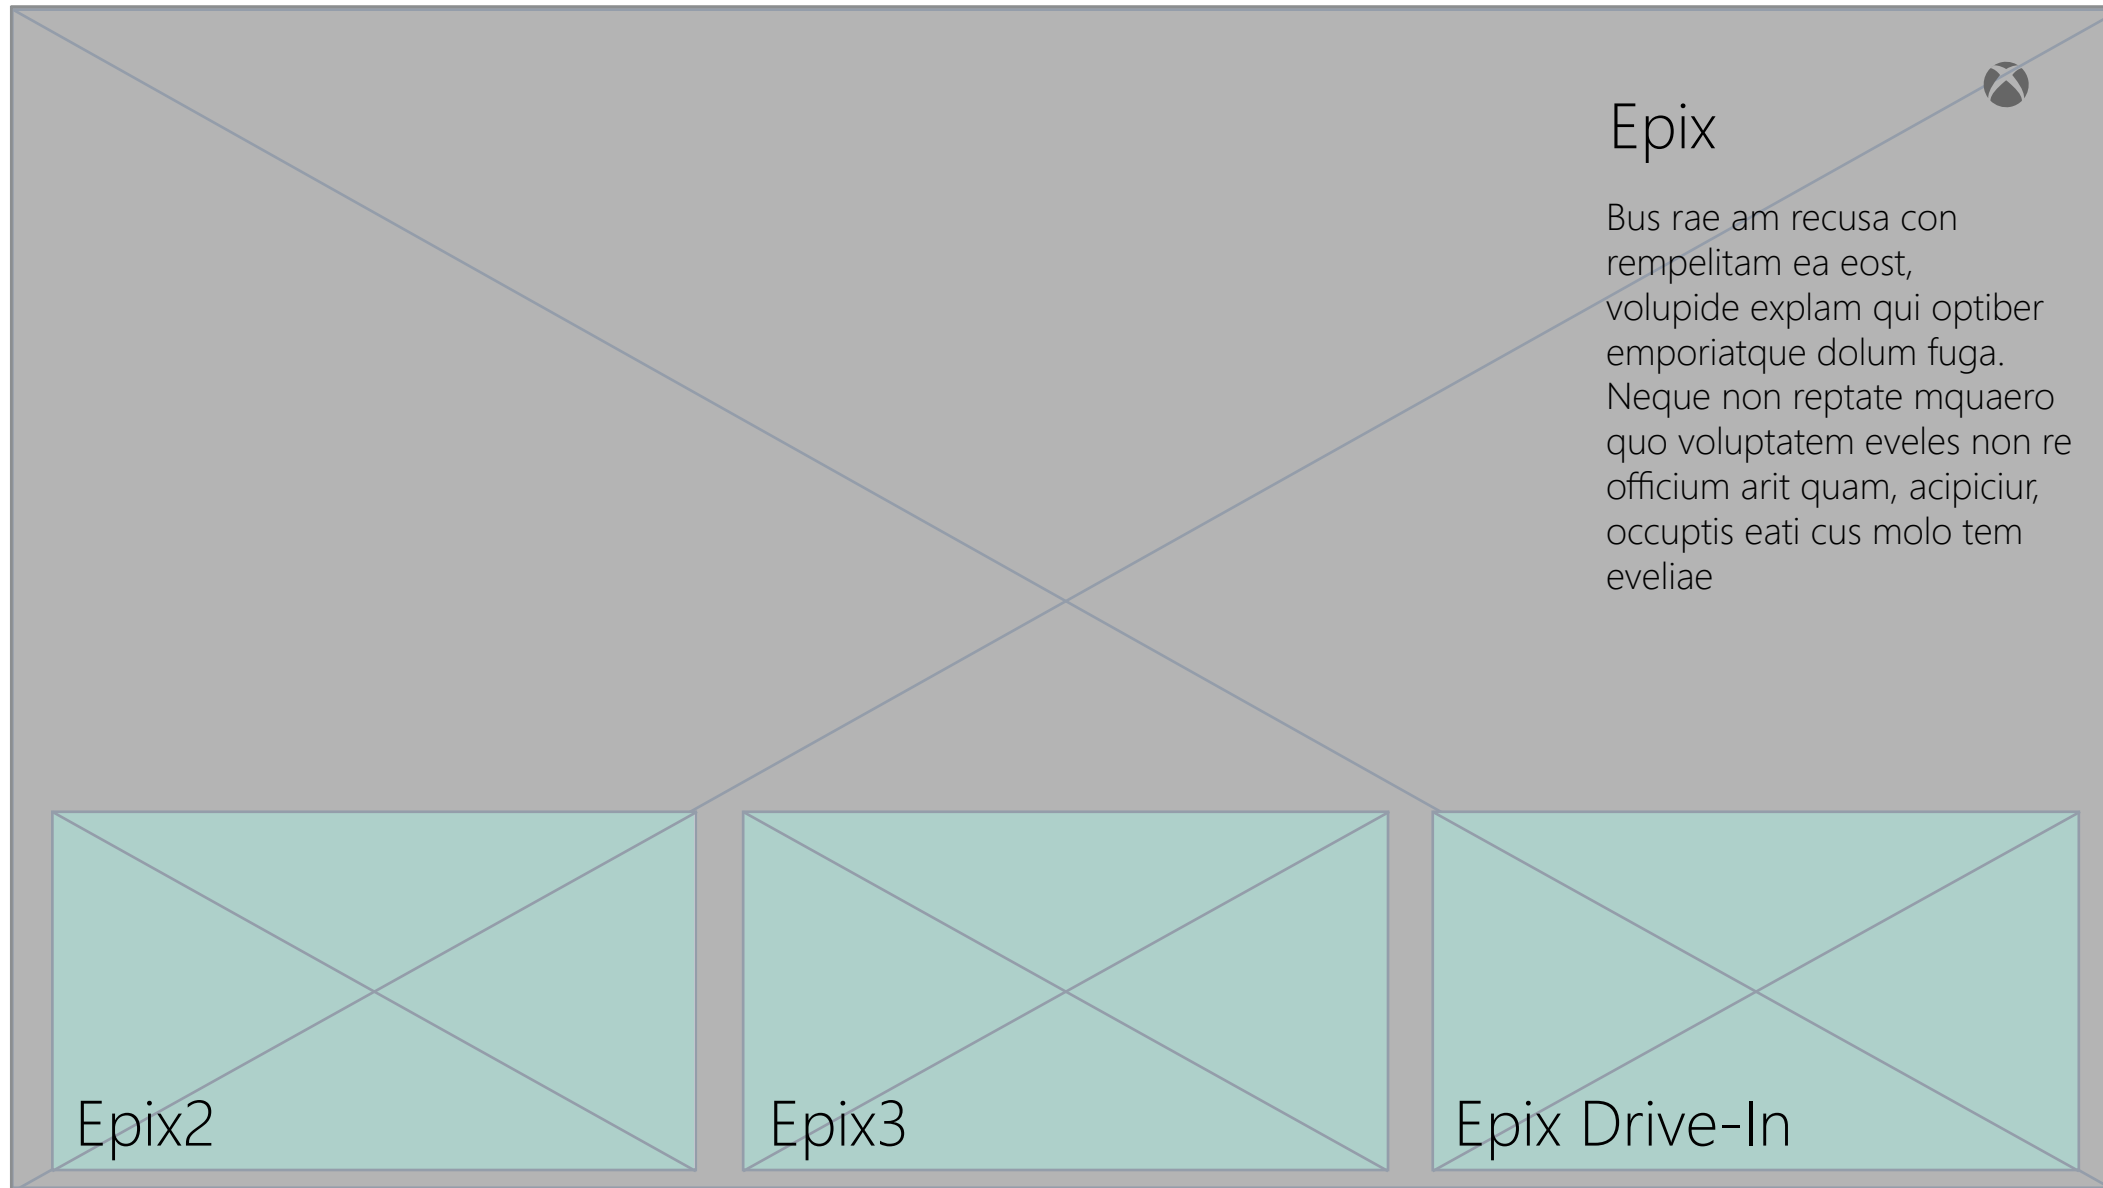 Epix
Bus rae am recusa con
rempelitam ea eost,
volupide explam qui optiber
emporiatque dolum fuga.
Neque non reptate mquaero
quo voluptatem eveles non re
officium arit quam, acipiciur,
occuptis eati cus molo tem
eveliae
Epix2
Epix3
Epix Drive-In